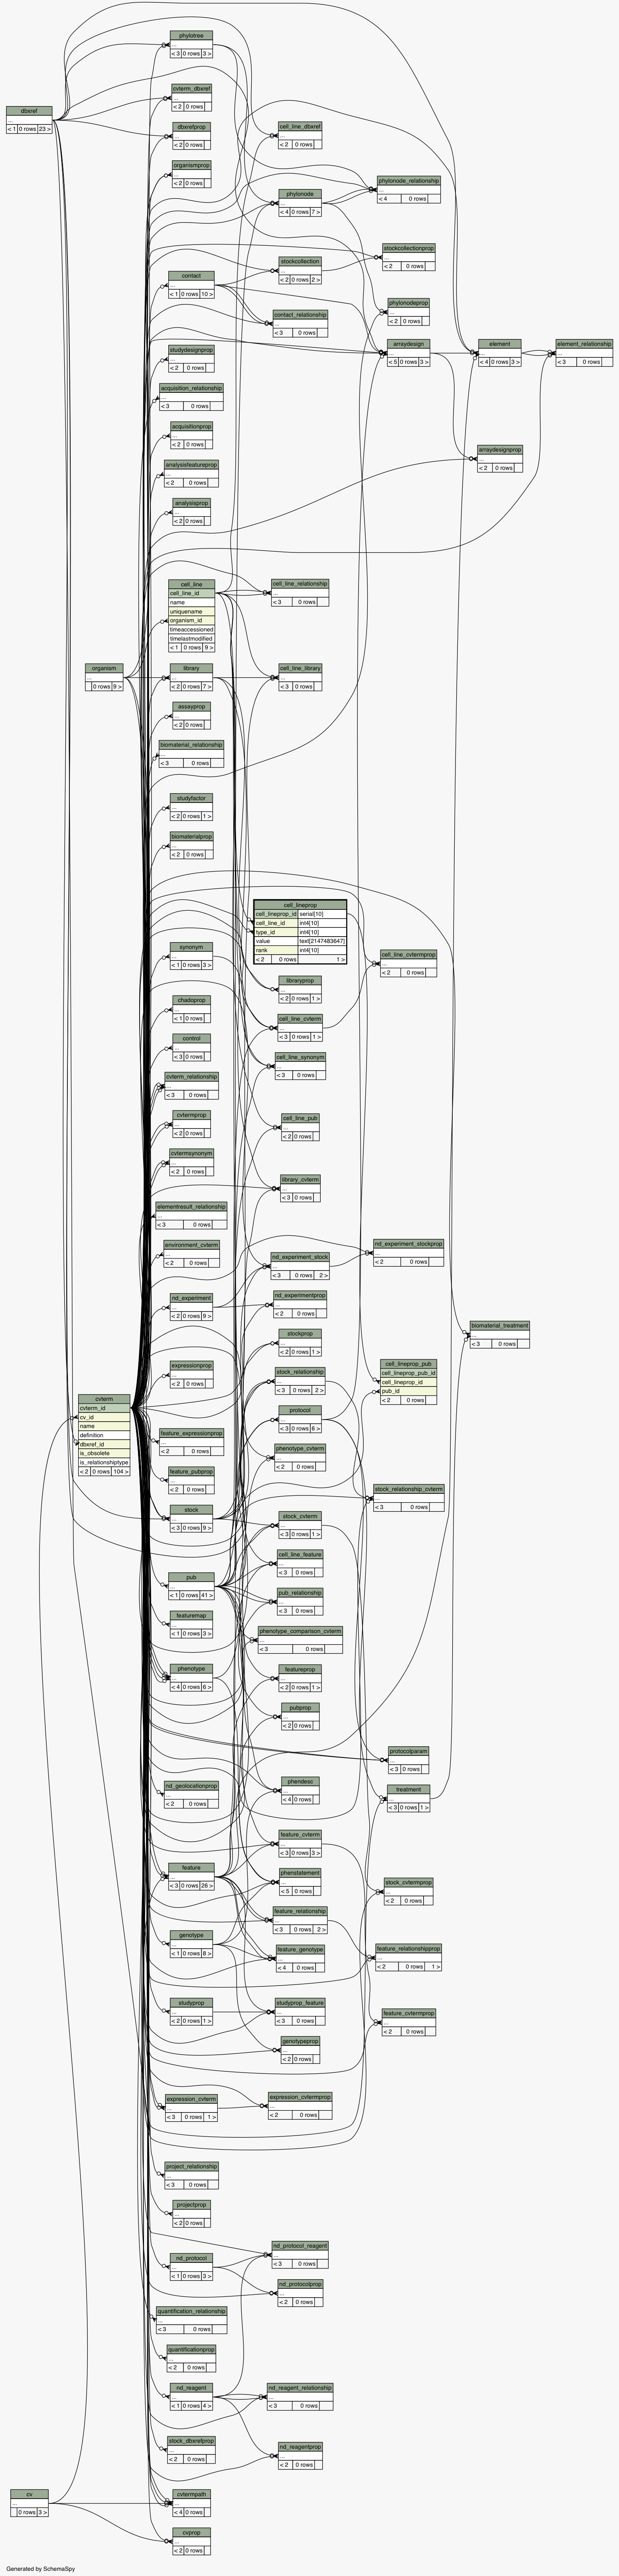 phylotree
...
< 3 0 rows 3 >
cvterm_dbxref
...
< 2 0 rows
dbxref
...
< 1 0 rows 23 >
dbxrefprop
...
< 2 0 rows
cell_line_dbxref
...
< 2 0 rows
organismprop
...
< 2 0 rows
phylonode_relationship
...
< 4 0 rows
phylonode
...
< 4 0 rows 7 >
stockcollectionprop
...
< 2 0 rows
stockcollection
...
< 2 0 rows 2 >
contact
...
< 1 0 rows 10 >
phylonodeprop
...
< 2 0 rows
contact_relationship
...
< 3 0 rows
arraydesign
...
< 5 0 rows 3 >
element
...
< 4 0 rows 3 >
element_relationship
...
< 3 0 rows
studydesignprop
...
< 2 0 rows
acquisition_relationship
...
< 3 0 rows
acquisitionprop
...
< 2 0 rows
arraydesignprop
...
< 2 0 rows
analysisfeatureprop
...
< 2 0 rows
analysisprop
...
< 2 0 rows
cell_line
cell_line_id
name
uniquename
organism_id
timeaccessioned
timelastmodified
< 1 0 rows 9 >
cell_line_relationship
...
< 3 0 rows
organism
...
0 rows 9 >
library
...
< 2 0 rows 7 >
cell_line_library
...
< 3 0 rows
assayprop
...
< 2 0 rows
biomaterial_relationship
...
< 3 0 rows
studyfactor
...
< 2 0 rows 1 >
biomaterialprop
...
< 2 0 rows
cell_lineprop
cell_lineprop_id serial[10]
cell_line_id int4[10]
type_id int4[10]
value text[2147483647]
rank int4[10]
< 2 0 rows 1 >
synonym
...
< 1 0 rows 3 >
cell_line_cvtermprop
...
< 2 0 rows
libraryprop
...
< 2 0 rows 1 >
chadoprop
...
< 1 0 rows
cell_line_cvterm
...
< 3 0 rows 1 >
control
...
< 3 0 rows
cell_line_synonym
...
< 3 0 rows
cvterm_relationship
...
< 3 0 rows
cvtermprop
...
< 2 0 rows
cell_line_pub
...
< 2 0 rows
cvtermsynonym
...
< 2 0 rows
library_cvterm
...
< 3 0 rows
elementresult_relationship
...
< 3 0 rows
environment_cvterm
...
< 2 0 rows
nd_experiment_stockprop
...
< 2 0 rows
nd_experiment_stock
...
< 3 0 rows 2 >
nd_experiment
...
< 2 0 rows 9 >
nd_experimentprop
...
< 2 0 rows
biomaterial_treatment
...
< 3 0 rows
stockprop
...
< 2 0 rows 1 >
expressionprop
...
< 2 0 rows
stock_relationship
...
< 3 0 rows 2 >
cell_lineprop_pub
cell_lineprop_pub_id
cell_lineprop_id
pub_id
< 2 0 rows
cvterm
cvterm_id
cv_id
name
definition
dbxref_id
is_obsolete
is_relationshiptype
< 2 0 rows 104 >
protocol
...
< 3 0 rows 6 >
feature_expressionprop
...
< 2 0 rows
phenotype_cvterm
...
< 2 0 rows
feature_pubprop
...
< 2 0 rows
stock_relationship_cvterm
...
< 3 0 rows
stock
...
< 3 0 rows 9 >
stock_cvterm
...
< 3 0 rows 1 >
cell_line_feature
...
< 3 0 rows
pub
...
< 1 0 rows 41 >
pub_relationship
...
< 3 0 rows
featuremap
...
< 1 0 rows 3 >
phenotype_comparison_cvterm
...
< 3 0 rows
phenotype
...
< 4 0 rows 6 >
featureprop
...
< 2 0 rows 1 >
pubprop
...
< 2 0 rows
protocolparam
...
< 3 0 rows
nd_geolocationprop
...
< 2 0 rows
phendesc
...
< 4 0 rows
treatment
...
< 3 0 rows 1 >
feature_cvterm
...
< 3 0 rows 3 >
feature
...
< 3 0 rows 26 >
phenstatement
...
< 5 0 rows
stock_cvtermprop
...
< 2 0 rows
feature_relationship
...
< 3 0 rows 2 >
genotype
...
< 1 0 rows 8 >
feature_genotype
...
< 4 0 rows
feature_relationshipprop
...
< 2 0 rows 1 >
studyprop
...
< 2 0 rows 1 >
studyprop_feature
...
< 3 0 rows
feature_cvtermprop
...
< 2 0 rows
genotypeprop
...
< 2 0 rows
expression_cvterm
...
< 3 0 rows 1 >
expression_cvtermprop
...
< 2 0 rows
project_relationship
...
< 3 0 rows
projectprop
...
< 2 0 rows
nd_protocol_reagent
...
< 3 0 rows
nd_protocol
...
< 1 0 rows 3 >
nd_protocolprop
...
< 2 0 rows
quantification_relationship
...
< 3 0 rows
quantificationprop
...
< 2 0 rows
nd_reagent
...
< 1 0 rows 4 >
nd_reagent_relationship
...
< 3 0 rows
stock_dbxrefprop
...
< 2 0 rows
nd_reagentprop
...
< 2 0 rows
cv
...
0 rows 3 >
cvtermpath
...
< 4 0 rows
cvprop
...
< 2 0 rows
Generated by SchemaSpy